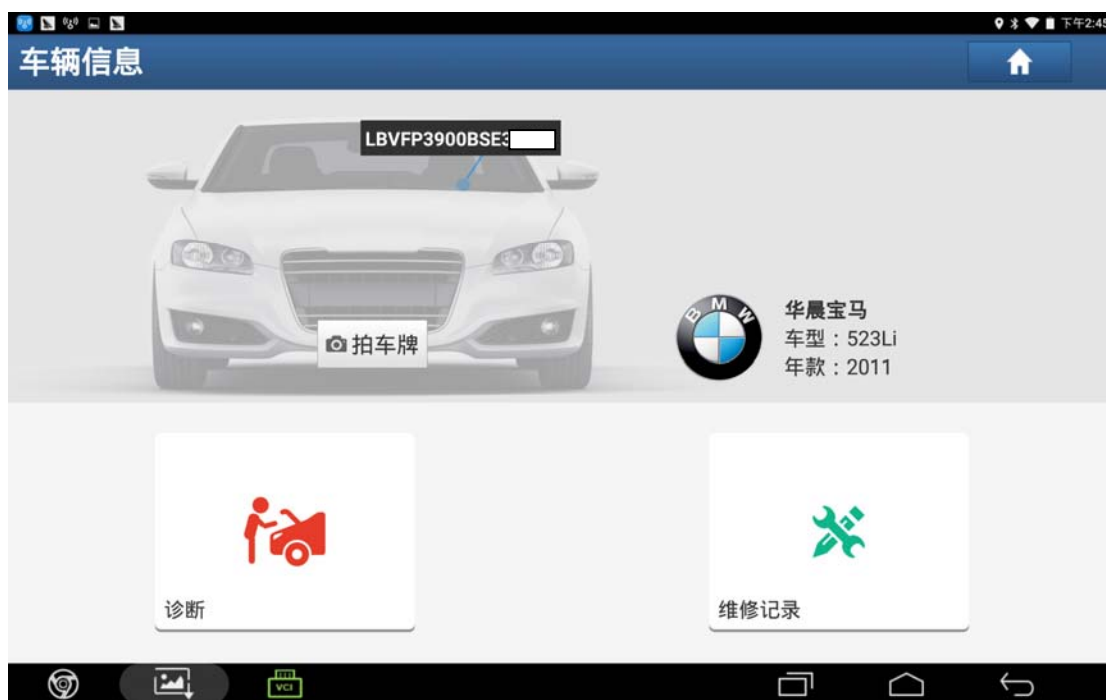 下午2:45
车辆信息
LBVFP3900BSE3
拍车牌
BMW
华晨宝马
车型：523Li
年款：2011
诊断
维修记录
VCI